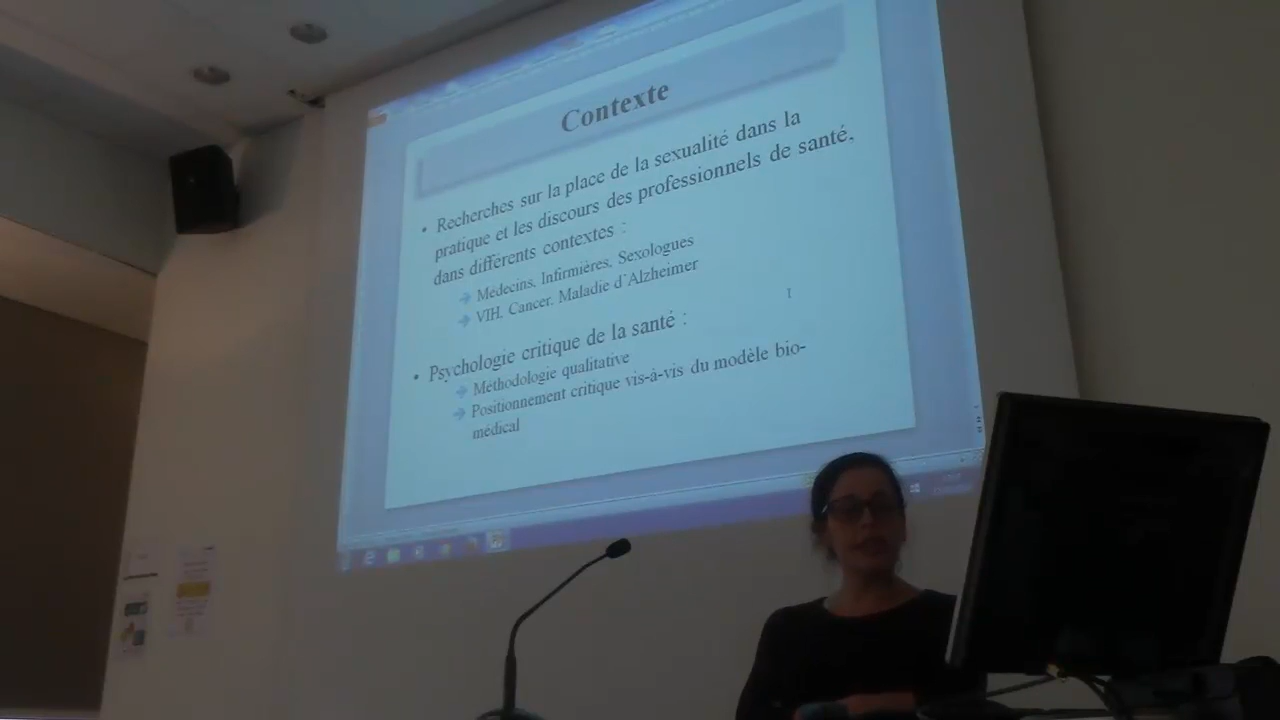 Contexte
• Recherches sur la place de la sexualité dans la
pratique et les discours des professionnels de santé,
dans différents contextes :
Médecins, Infirmières, Sexologues
VIH, Cancer, Maladie d'Alzheimer
• Psychologie critique de la santé :
Méthodologie qualitative
Positionnement critique vis-à-vis du modèle bio-
médical